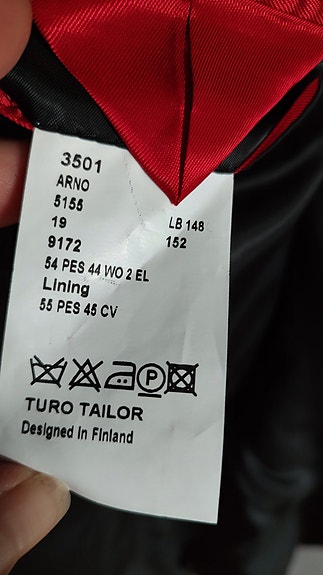 3501
ARNO
5155
19 LB 148
9172 152
54 PES 44 WO 2 EL
Lining
55 PES 45 CV
P
TURO TAILOR
Designed in Finland